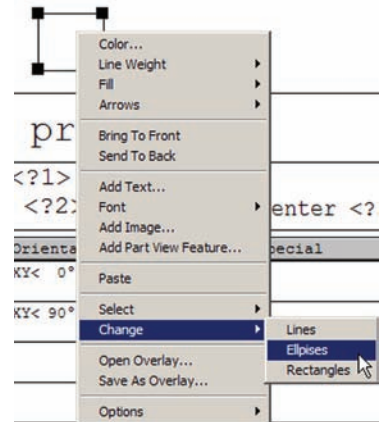 Color...
Line Weight
Fill
Arrows
pr
Bring To Front
Send To Back
<?1>
<?2>
enter <?
Add Text...
Font
Add Image...
Add Part View Feature...
Orienta
pecial
XY< 0°
Paste
XY< 90°
Select
Change
Lines
Ellpises
Rectangles
Open Overlay...
Save As Overlay...
Options